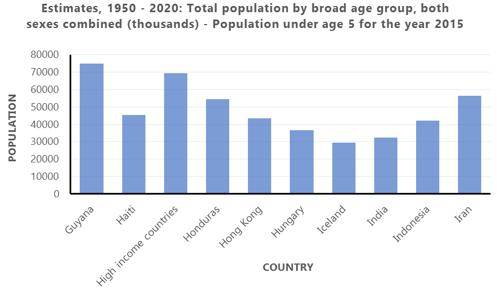 Estimates, 1950 - 2020: Total population by broad age group, both
sexes combined (thousands) - Population under age 5 for the year 2015
80000
70000
60000
50000
40000
30000
20000
10000
0
POPULATION
Guyana
Haiti
High income countries
Honduras
Hong Kong
Hungary
Iceland
India
Indonesia
Iran
COUNTRY